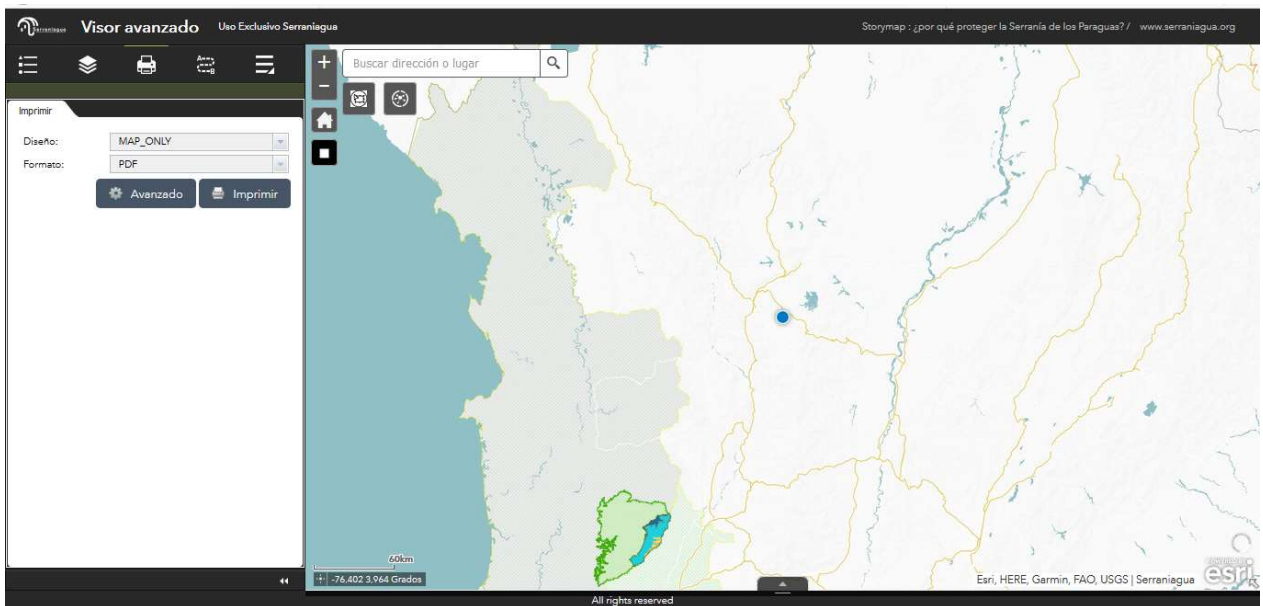 Serraniagua Visor avanzado Uso Exclusivo Serraniagua Storymap : ¿por qué proteger la Serranía de los Paraguas? / www.serraniagua.org
+ Buscar dirección o lugar
−
Imprimir
Diseño: MAP_ONLY
Formato: PDF
Avanzado Imprimir
60km
-76,402 3,964 Grados
Esri, HERE, Garmin, FAO, USGS | Serraniagua
POWERED BY
esri
All rights reserved